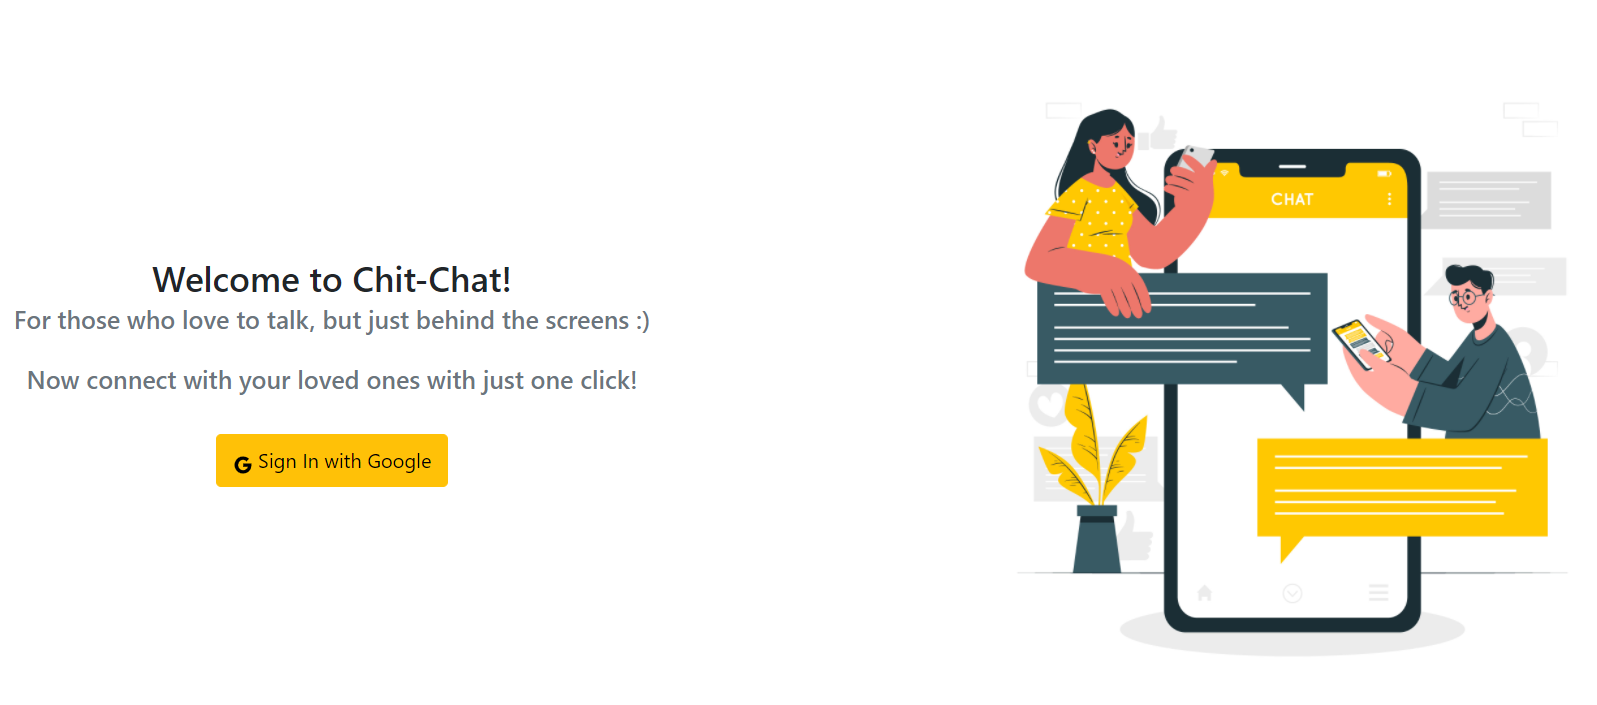 Welcome to Chit-Chat!
For those who love to talk, but just behind the screens :)
Now connect with your loved ones with just one click!
Sign In with Google
CHAT